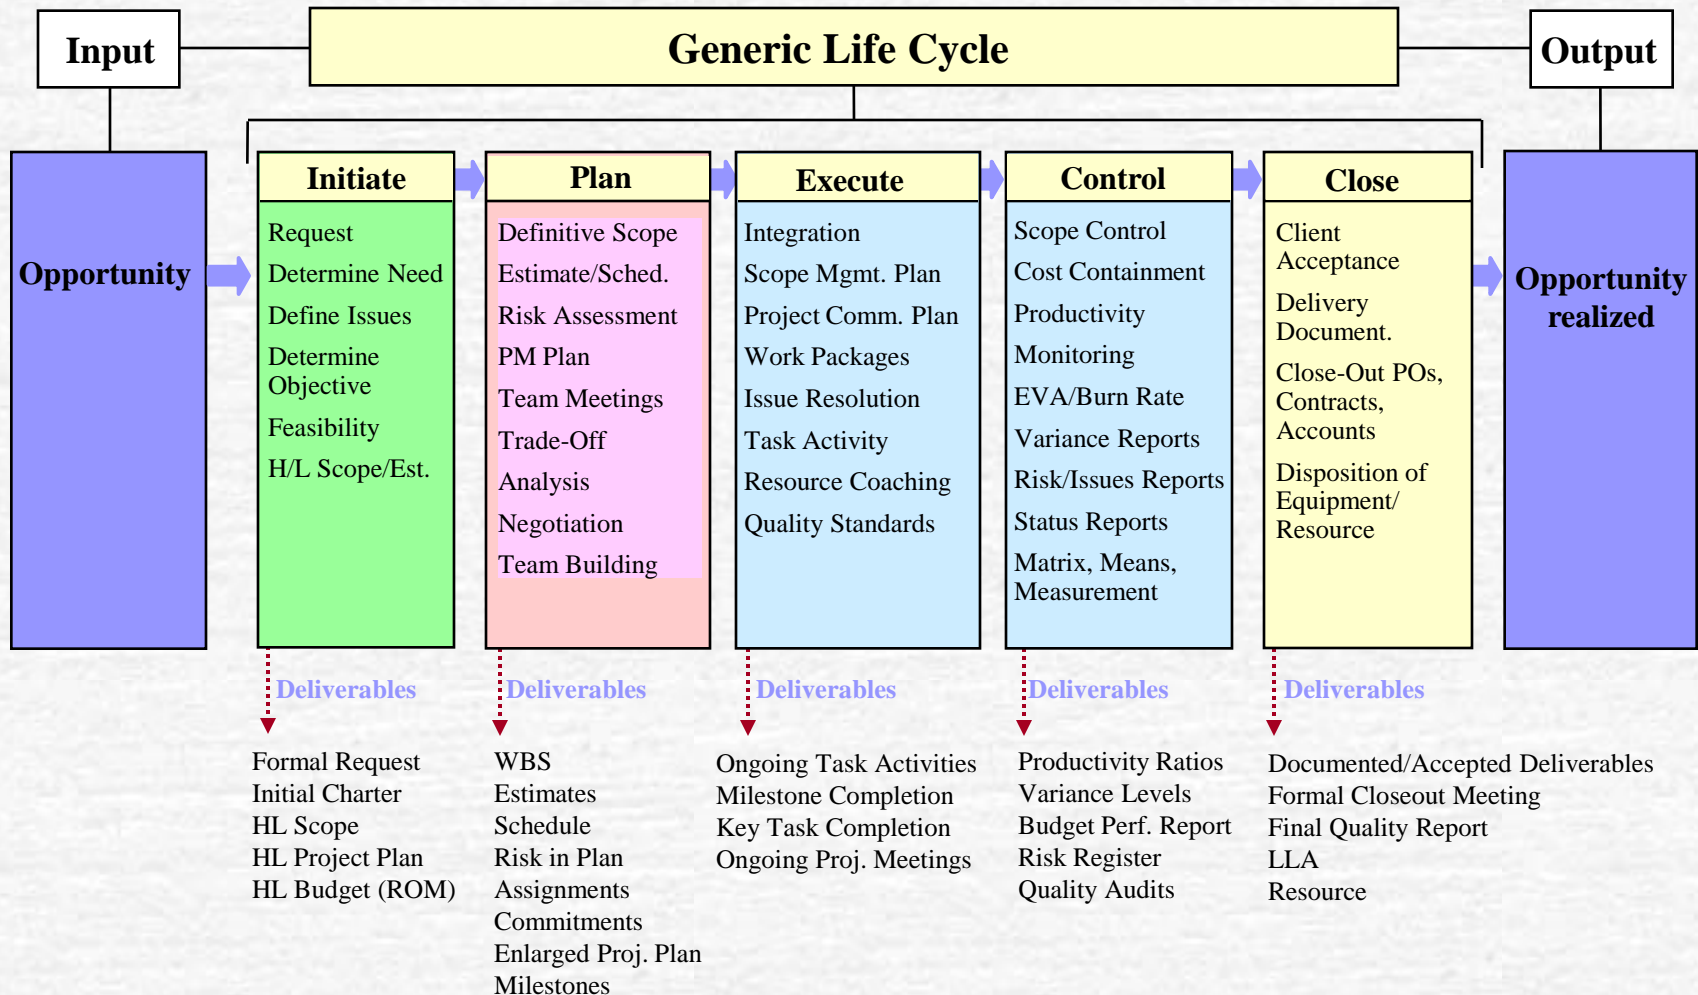 Input
Generic Life Cycle
Output
Opportunity
Initiate
Request
Determine Need
Define Issues
Determine
Objective
Feasibility
H/L Scope/Est.
Plan
Definitive Scope
Estimate/Sched.
Risk Assessment
PM Plan
Team Meetings
Trade-Off
Analysis
Negotiation
Team Building
Execute
Integration
Scope Mgmt. Plan
Project Comm. Plan
Work Packages
Issue Resolution
Task Activity
Resource Coaching
Quality Standards
Control
Scope Control
Cost Containment
Productivity
Monitoring
EVA/Burn Rate
Variance Reports
Risk/Issues Reports
Status Reports
Matrix, Means,
Measurement
Close
Client
Acceptance
Delivery
Document.
Close-Out POs,
Contracts,
Accounts
Disposition of
Equipment/
Resource
Opportunity
realized
Deliverables
Formal Request
Initial Charter
HL Scope
HL Project Plan
HL Budget (ROM)
Deliverables
WBS
Estimates
Schedule
Risk in Plan
Assignments
Commitments
Enlarged Proj. Plan
Milestones
Deliverables
Ongoing Task Activities
Milestone Completion
Key Task Completion
Ongoing Proj. Meetings
Deliverables
Productivity Ratios
Variance Levels
Budget Perf. Report
Risk Register
Quality Audits
Deliverables
Documented/Accepted Deliverables
Formal Closeout Meeting
Final Quality Report
LLA
Resource